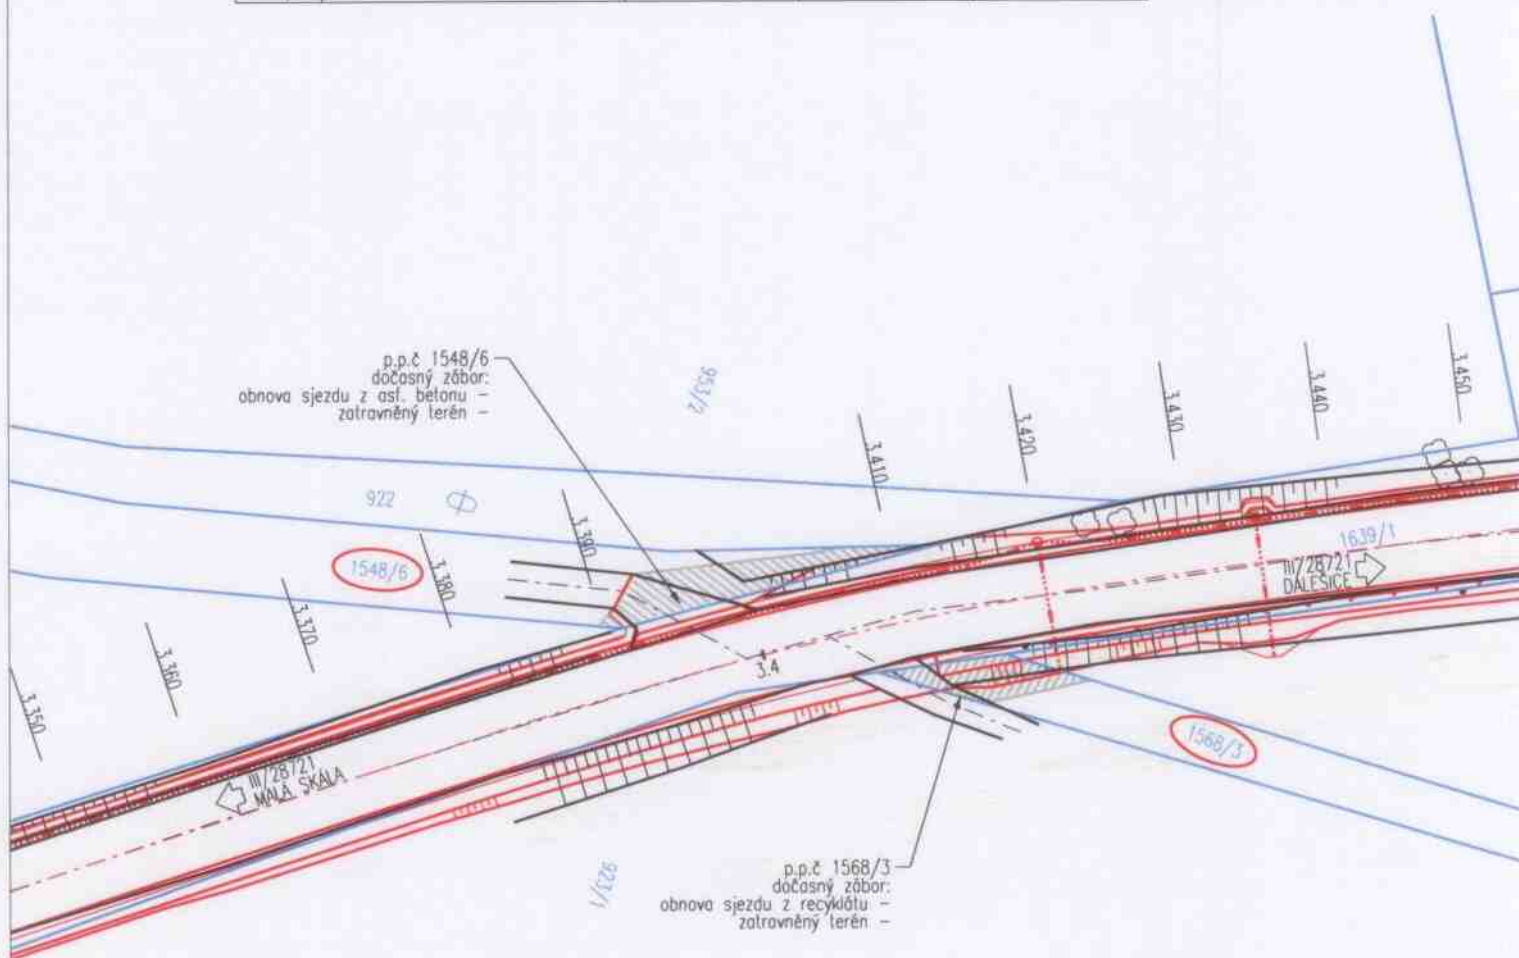 p.p.č 1548/6
dočasný zábor:
obnova sjezdu z asf. betonu -
zatravněný terén -
953/2
3.450
3.440
3.430
3.420
3.410
922
3.390
1548/6
3.380
1639/1
III/28721
DALEŠICE
3.370
3.360
4
3.4
3.350
1568/3
III/28721
MALÁ SKÁLA
923/1
p.p.č 1568/3
dočasný zábor:
obnova sjezdu z recyklátu -
zatravněný terén -